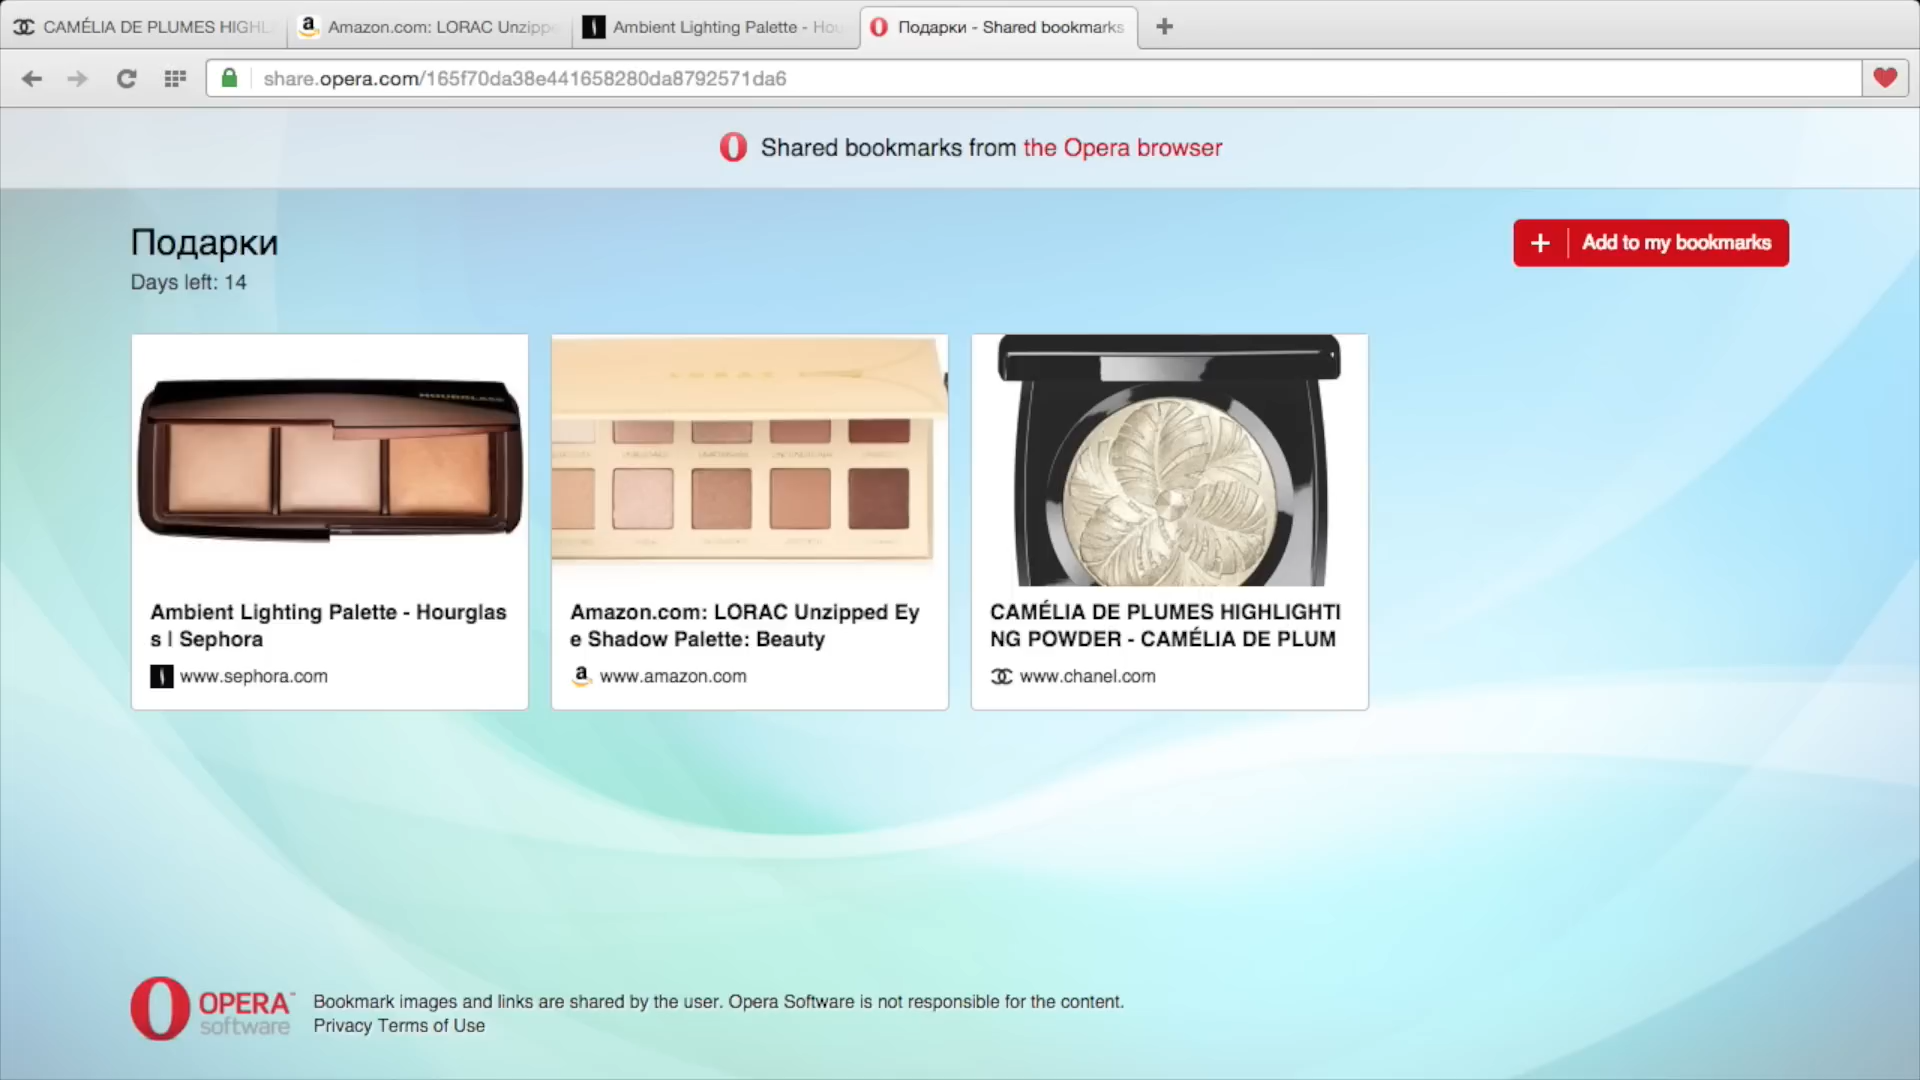 CAMÉLIA DE PLUMES HIGHL
Amazon.com: LORAC Unzippe
Ambient Lighting Palette - Hou
Подарки - Shared bookmarks
share.opera.com/165f70da38e441658280da8792571da6
Shared bookmarks from the Opera browser
Подарки
Days left: 14
Add to my bookmarks
HOURGLASS
LORAC
Ambient Lighting Palette - Hourglas
s | Sephora
www.sephora.com
Amazon.com: LORAC Unzipped Ey
e Shadow Palette: Beauty
www.amazon.com
CAMÉLIA DE PLUMES HIGHLIGHTI
NG POWDER - CAMÉLIA DE PLUM
www.chanel.com
OPERA
software
Bookmark images and links are shared by the user. Opera Software is not responsible for the content.
Privacy Terms of Use